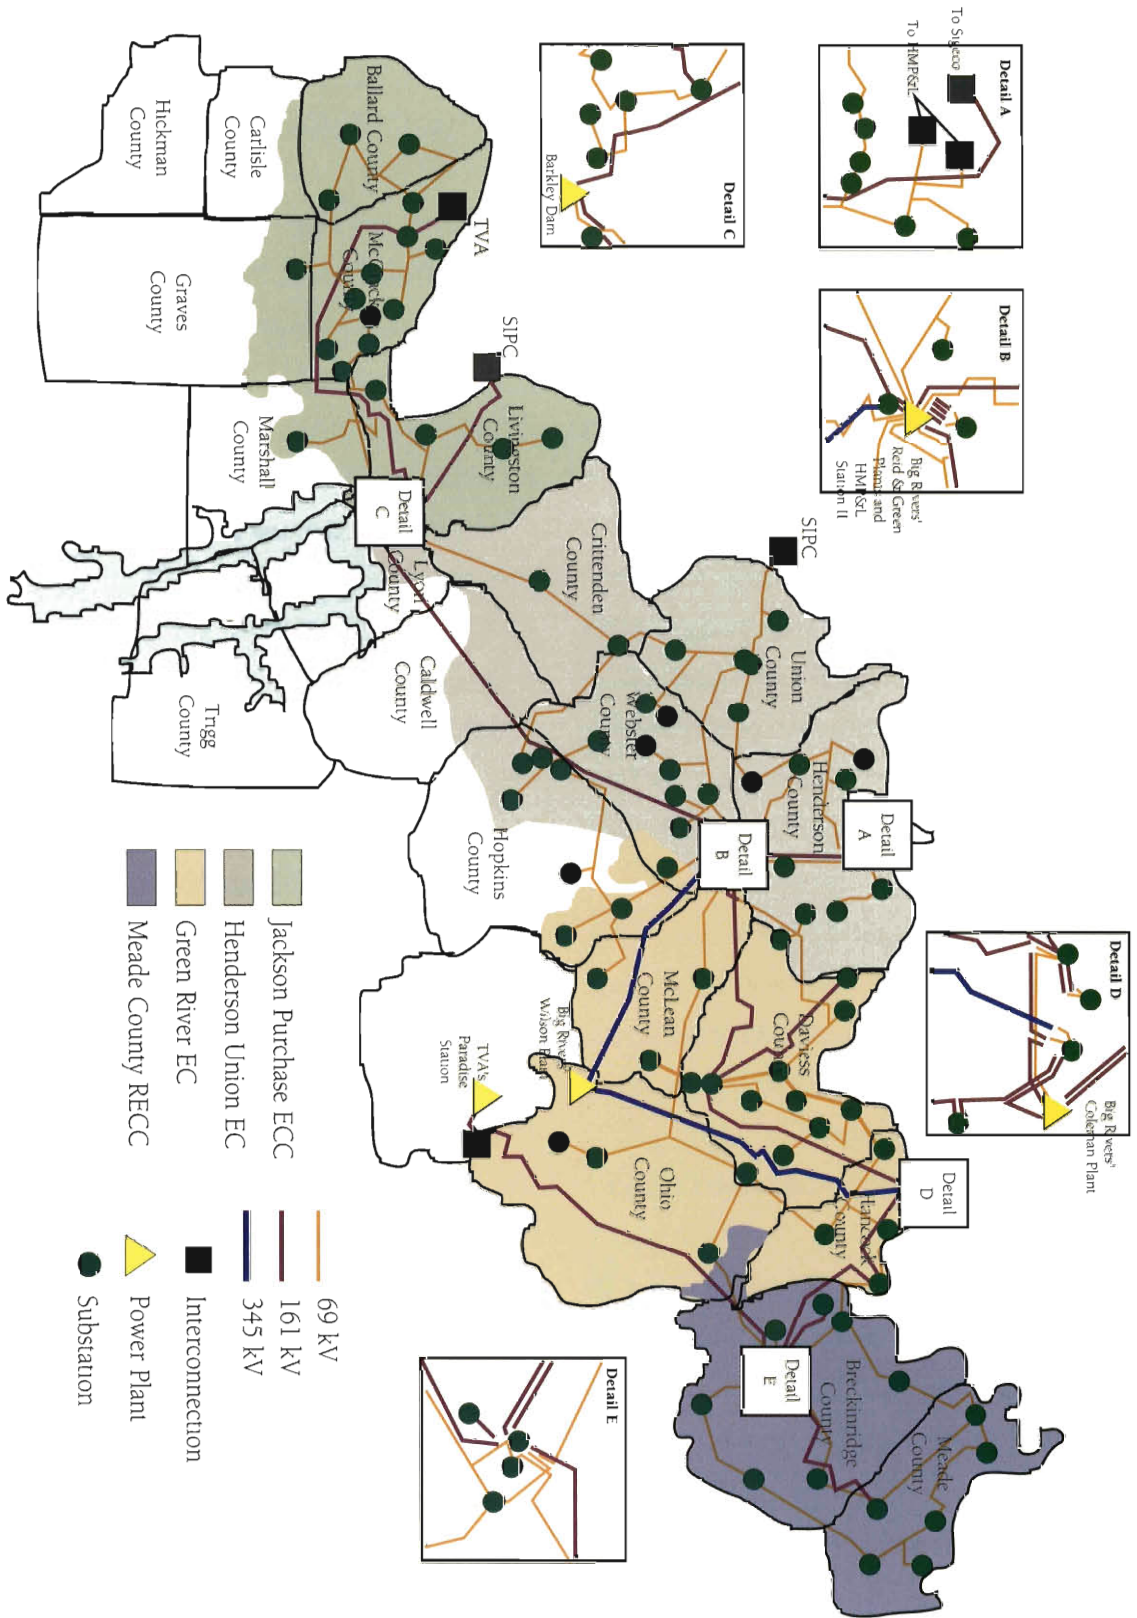 Detail A
To Sigeco
To HMP&L
Detail B
Big Rivers'
Reid & Green
Plants and
HMP&L
Station II
Detail C
Barkley Dam
Detail D
Big Rivers'
Coleman Plant
Detail E
TVA
SIPC
SIPC
Ballard County
Carlisle
County
Hickman
County
McCracken
County
Graves
County
Livingston
County
Marshall
County
Detail
C
Lyon
County
Crittenden
County
Caldwell
County
Trigg
County
Union
County
Webster
County
Henderson
County
Hopkins
County
Detail
A
Detail
B
McLean
County
Daviess
County
Big Rivers'
Wilson Plant
TVA's
Paradise
Station
Ohio
County
Hancock
County
Detail
D
Detail
E
Breckinridge
County
Meade
County
Jackson Purchase ECC
Henderson Union EC
Green River EC
Meade County RECC
69 kV
161 kV
345 kV
Interconnection
Power Plant
Substation